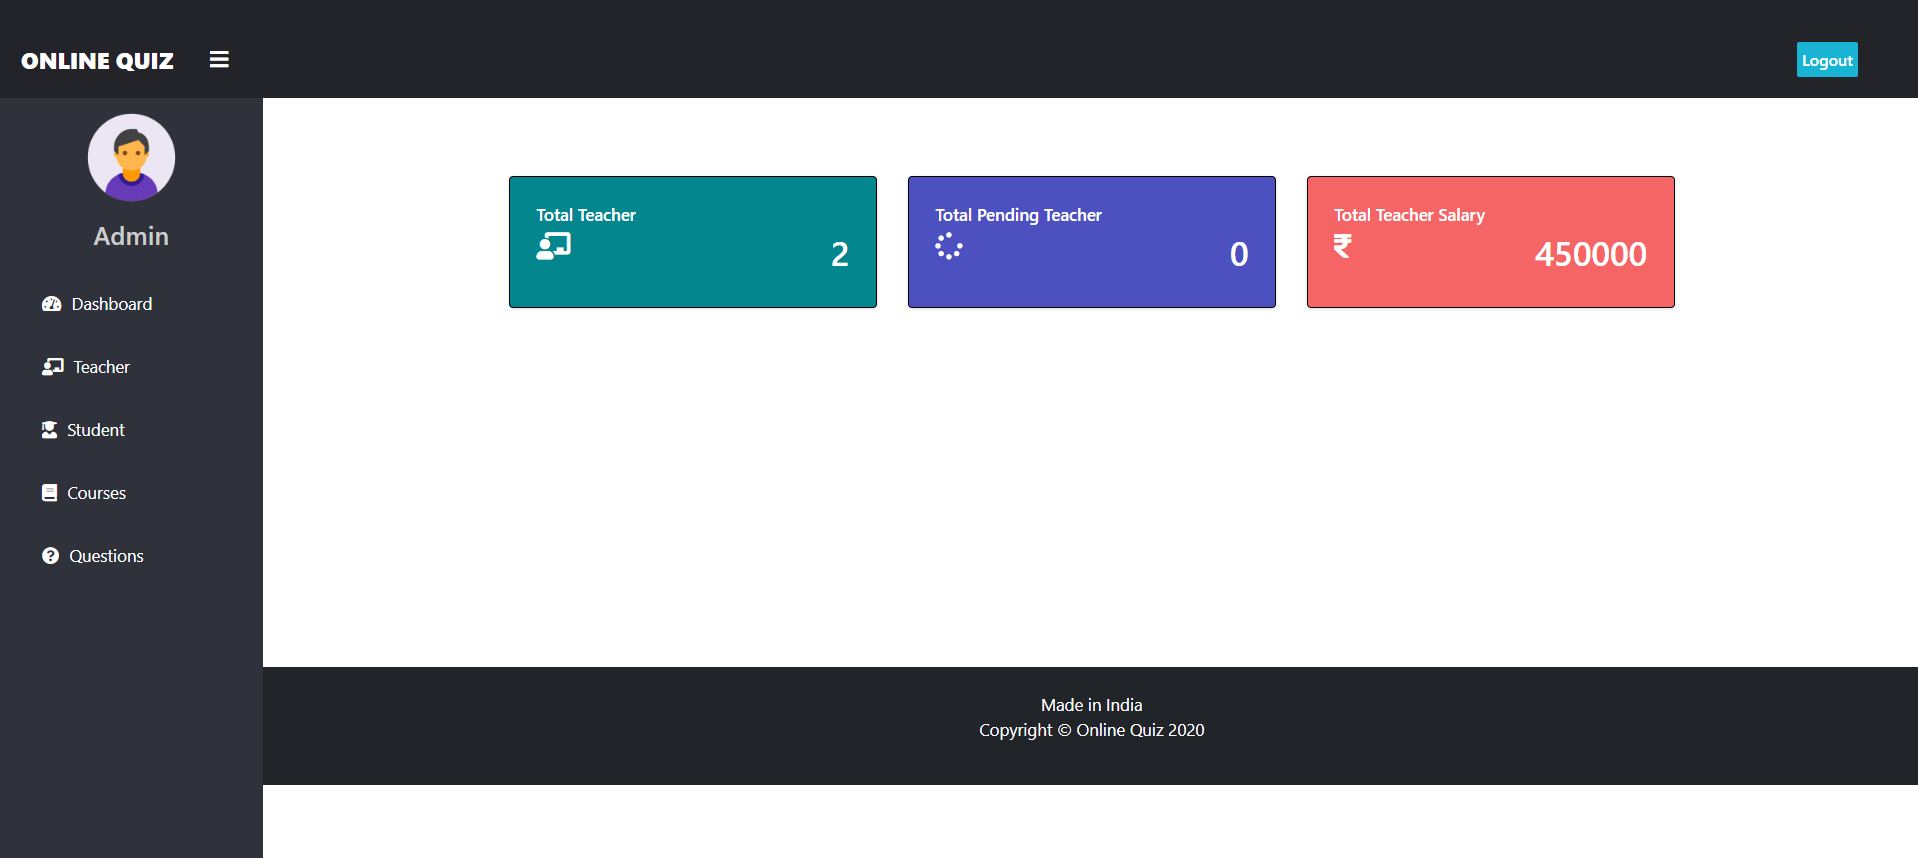 ONLINE QUIZ
Logout
Admin
Dashboard
Teacher
Student
Courses
Questions
Total Teacher
2
Total Pending Teacher
0
Total Teacher Salary
₹
450000
Made in India
Copyright © Online Quiz 2020